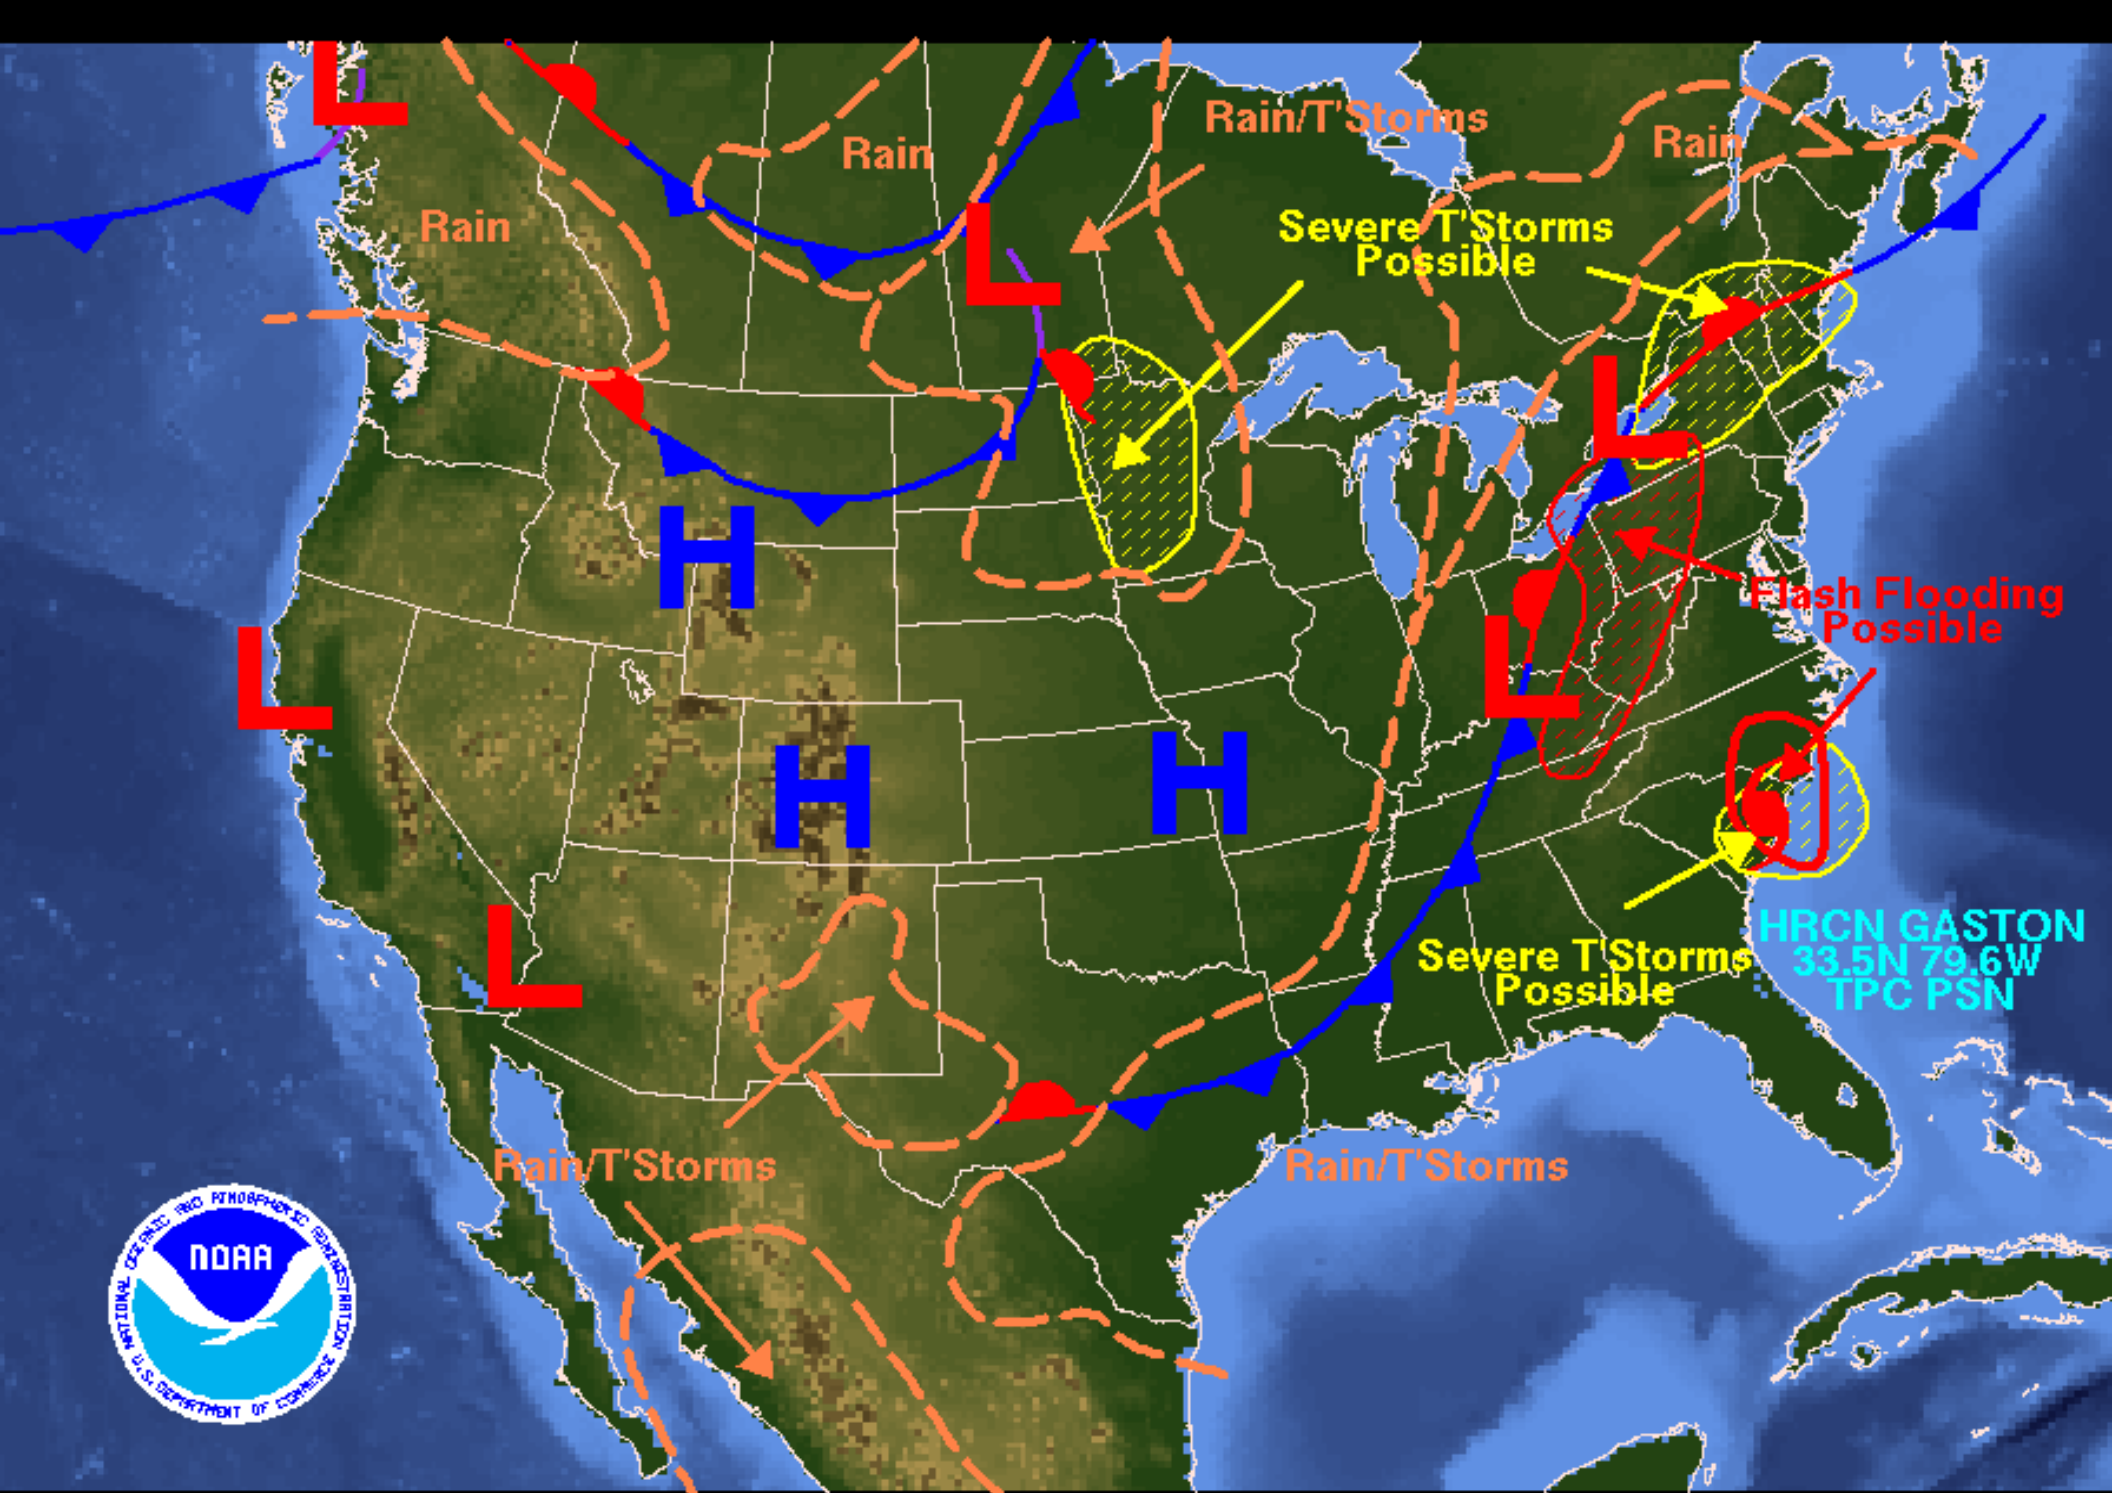 L
Rain/T'Storms
Rain
Rain
Rain
Severe T'Storms
Possible
L
L
H
Flash Flooding
Possible
L
L
H
H
L
HRCN GASTON
33.5N 79.6W
TPC PSN
Severe T'Storms
Possible
Rain/T'Storms
Rain/T'Storms
NATIONAL OCEANIC AND ATMOSPHERIC ADMINISTRATION
NOAA
U.S. DEPARTMENT OF COMMERCE